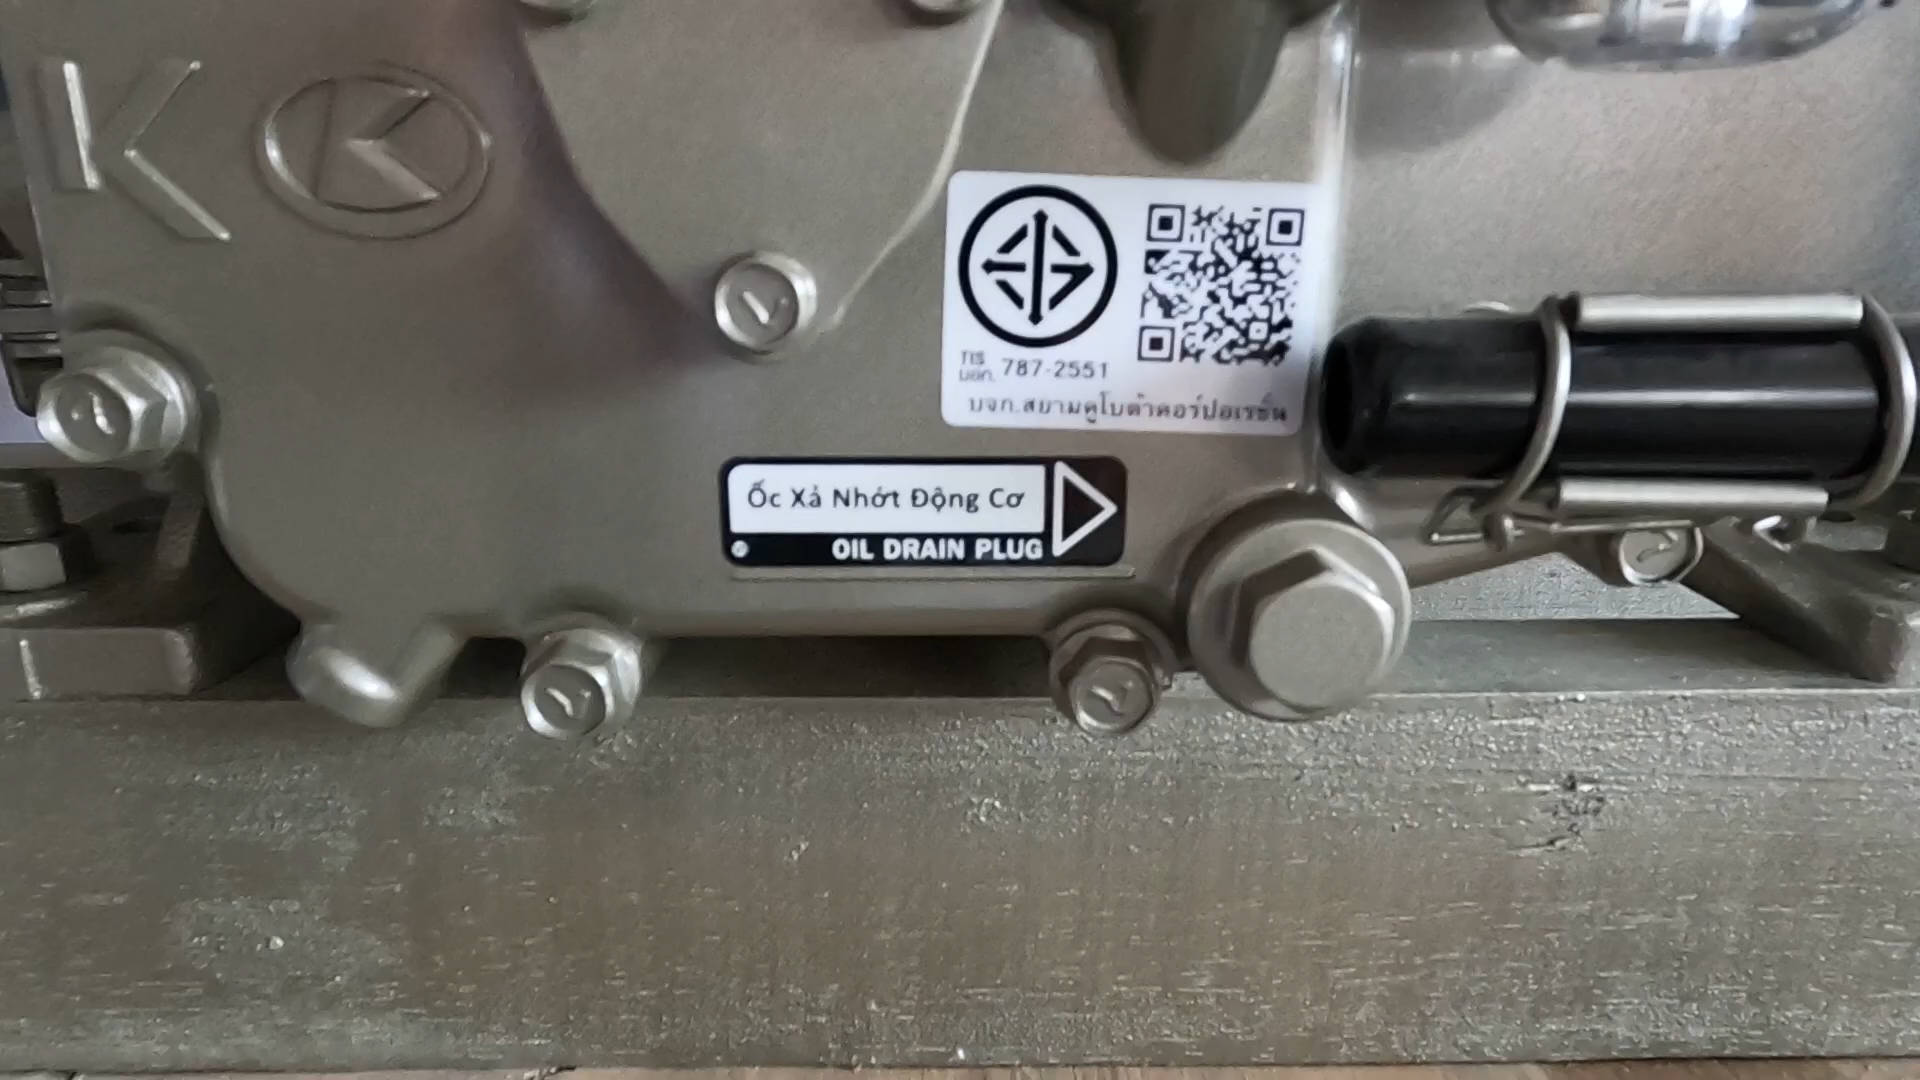 K
TIS
มอก. 787-2551
บจก.สยามคูโบต้าคอร์ปอเรชั่น
Ốc Xả Nhớt Động Cơ
OIL DRAIN PLUG